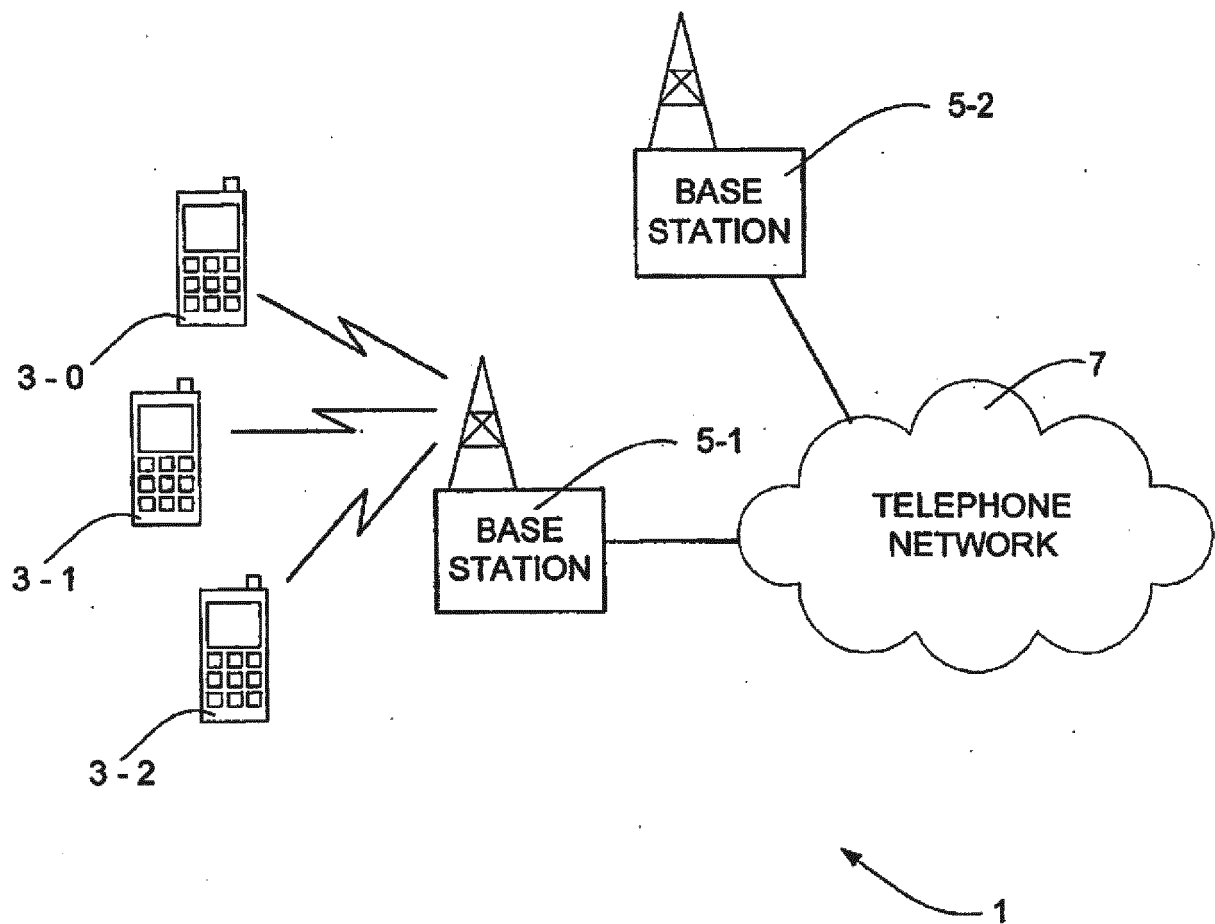 5-2
BASE
STATION
3-0
7
5-1
TELEPHONE
NETWORK
BASE
STATION
3-1
3-2
1